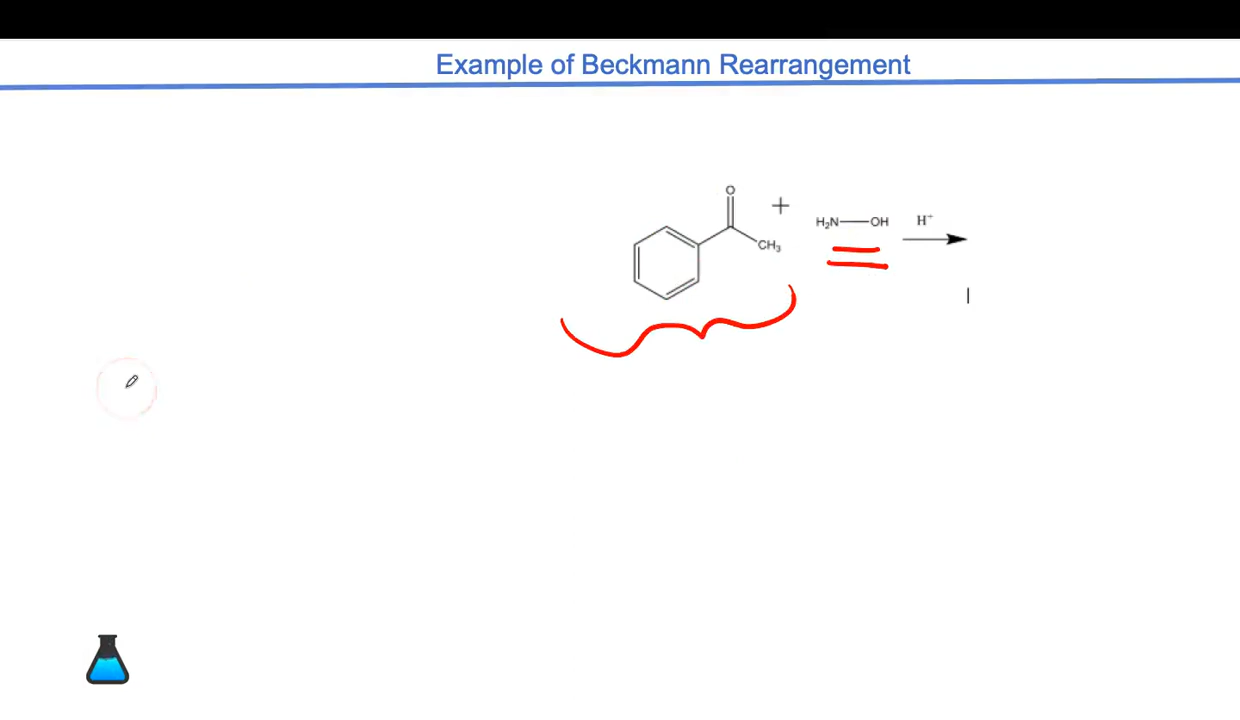 Example of Beckmann Rearrangement
O
+
H₂N—OH
H⁺
CH₃